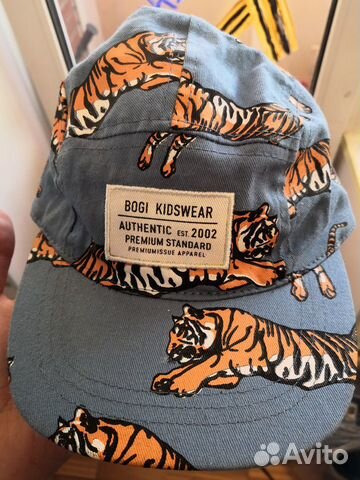 BOGI KIDSWEAR
AUTHENTIC EST. 2002
PREMIUM STANDARD
PREMIUMISSUE APPAREL
Avito